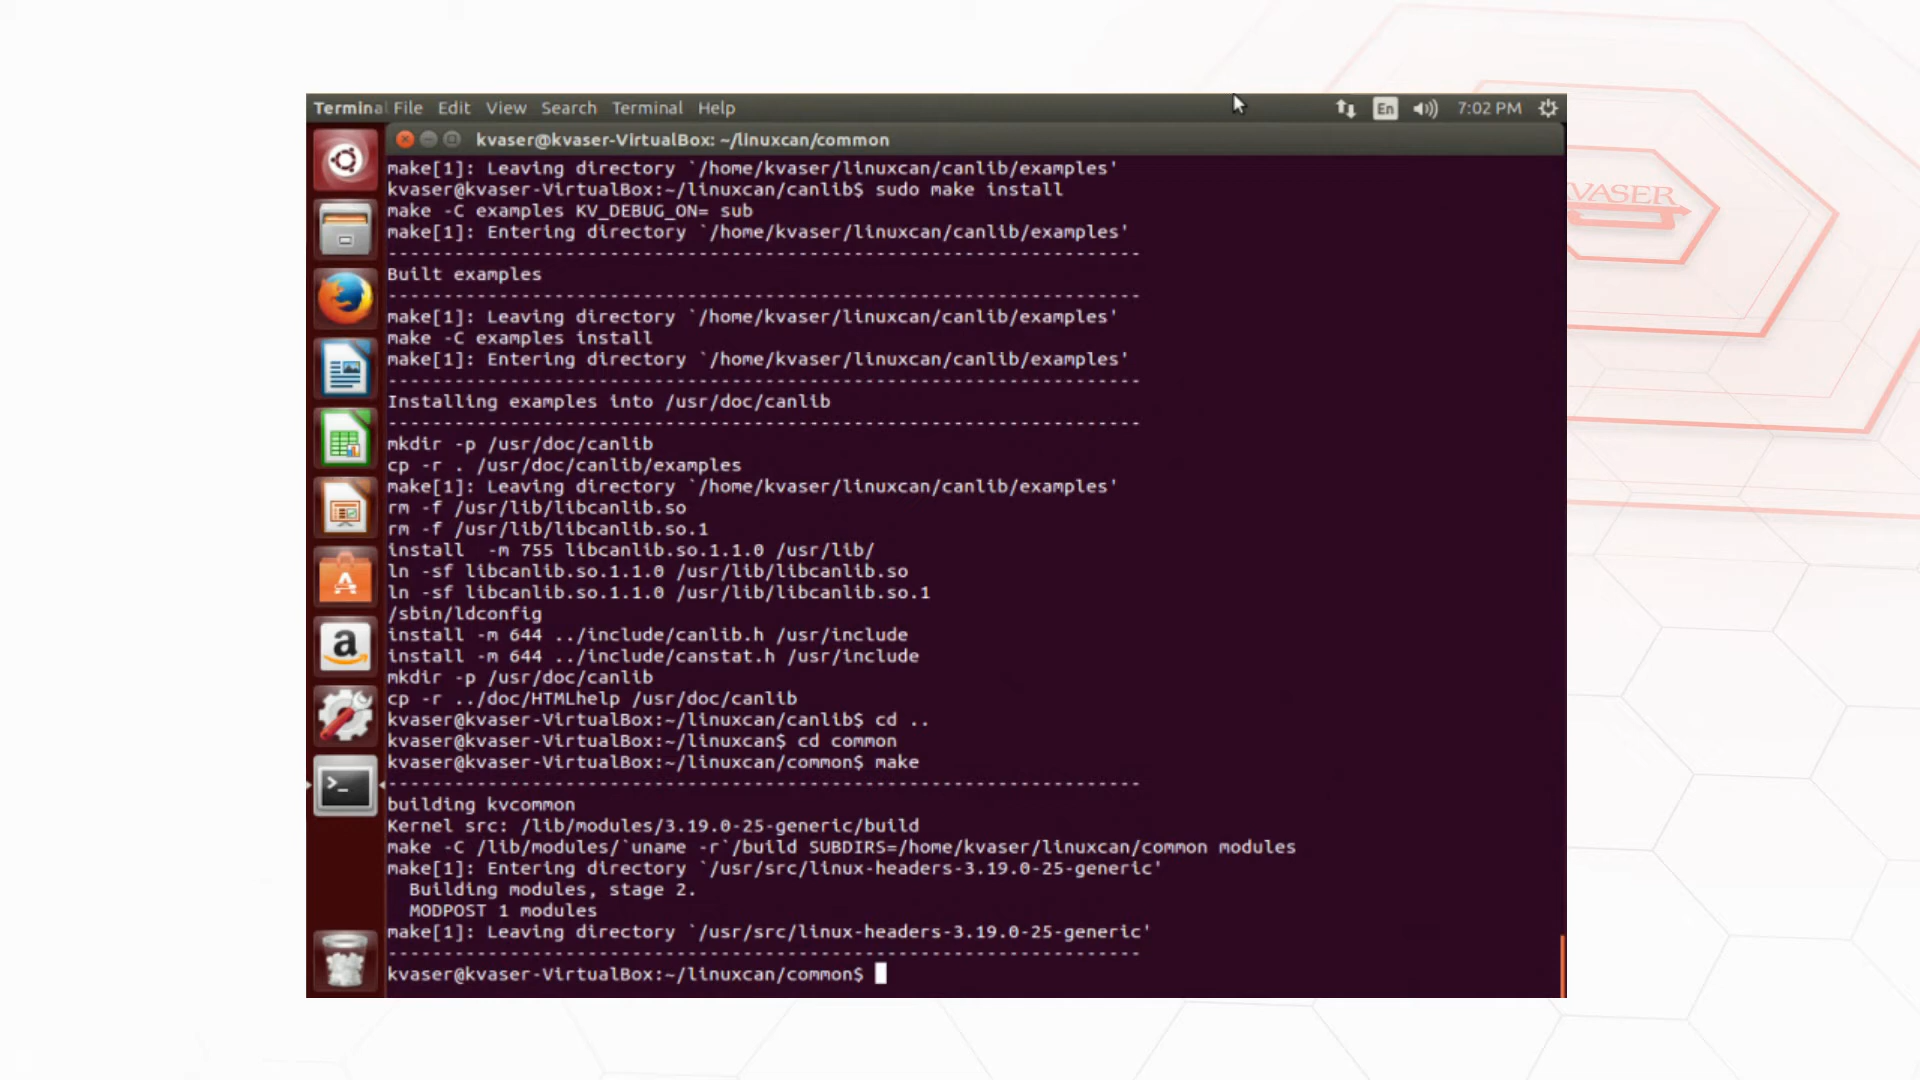 Terminal File Edit View Search Terminal Help En 7:02 PM
kvaser@kvaser-VirtualBox: ~/linuxcan/common
make[1]: Leaving directory `/home/kvaser/linuxcan/canlib/examples'
kvaser@kvaser-VirtualBox:~/linuxcan/canlib$ sudo make install
make -C examples KV_DEBUG_ON= sub
make[1]: Entering directory `/home/kvaser/linuxcan/canlib/examples'
--------------------------------------------------------------------
Built examples
--------------------------------------------------------------------
make[1]: Leaving directory `/home/kvaser/linuxcan/canlib/examples'
make -C examples install
make[1]: Entering directory `/home/kvaser/linuxcan/canlib/examples'
--------------------------------------------------------------------
Installing examples into /usr/doc/canlib
--------------------------------------------------------------------
mkdir -p /usr/doc/canlib
cp -r . /usr/doc/canlib/examples
make[1]: Leaving directory `/home/kvaser/linuxcan/canlib/examples'
rm -f /usr/lib/libcanlib.so
rm -f /usr/lib/libcanlib.so.1
install  -m 755 libcanlib.so.1.1.0 /usr/lib/
ln -sf libcanlib.so.1.1.0 /usr/lib/libcanlib.so
ln -sf libcanlib.so.1.1.0 /usr/lib/libcanlib.so.1
/sbin/ldconfig
install -m 644 ../include/canlib.h /usr/include
install -m 644 ../include/canstat.h /usr/include
mkdir -p /usr/doc/canlib
cp -r ../doc/HTMLhelp /usr/doc/canlib
kvaser@kvaser-VirtualBox:~/linuxcan/canlib$ cd ..
kvaser@kvaser-VirtualBox:~/linuxcan$ cd common
kvaser@kvaser-VirtualBox:~/linuxcan/common$ make
--------------------------------------------------------------------
building kvcommon
Kernel src: /lib/modules/3.19.0-25-generic/build
make -C /lib/modules/`uname -r`/build SUBDIRS=/home/kvaser/linuxcan/common modules
make[1]: Entering directory `/usr/src/linux-headers-3.19.0-25-generic'
  Building modules, stage 2.
  MODPOST 1 modules
make[1]: Leaving directory `/usr/src/linux-headers-3.19.0-25-generic'
--------------------------------------------------------------------
kvaser@kvaser-VirtualBox:~/linuxcan/common$
KVASER